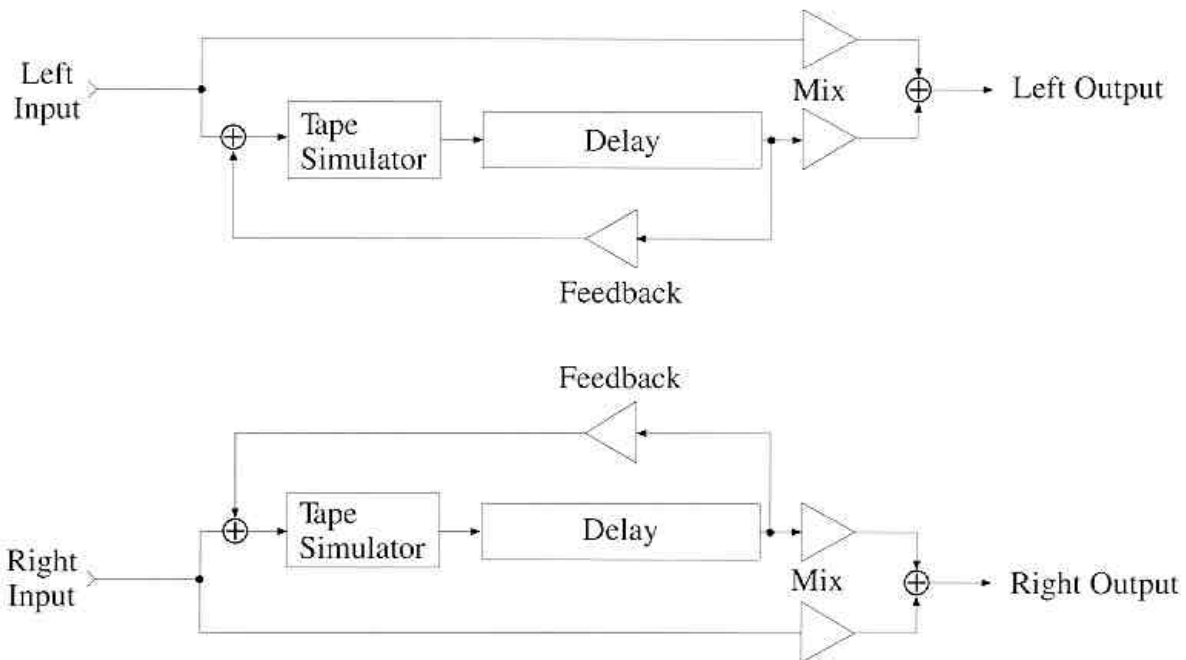 Left
Input
Tape
Simulator
Delay
Mix
Left Output
Feedback
Feedback
Right
Input
Tape
Simulator
Delay
Mix
Right Output